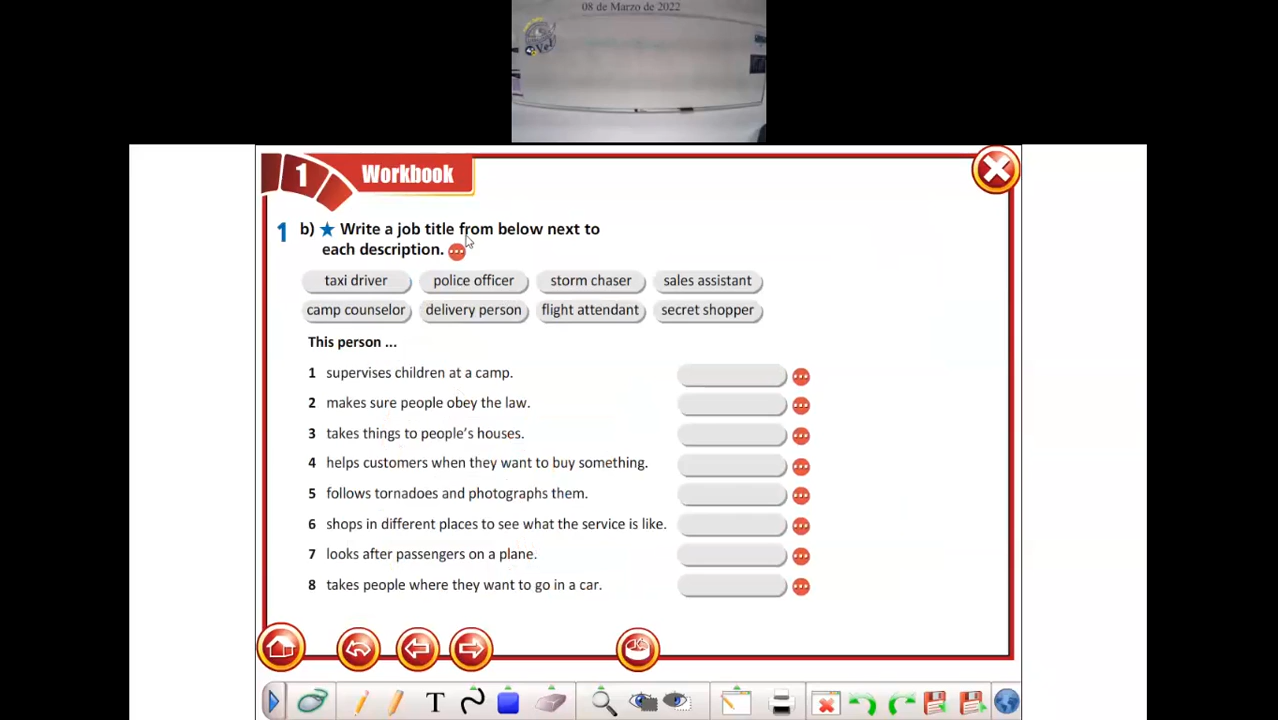 08 de Marzo de 2022
1 Workbook
1 b) ★ Write a job title from below next to
each description.
taxi driver police officer storm chaser sales assistant
camp counselor delivery person flight attendant secret shopper
This person ...
1 supervises children at a camp.
2 makes sure people obey the law.
3 takes things to people's houses.
4 helps customers when they want to buy something.
5 follows tornadoes and photographs them.
6 shops in different places to see what the service is like.
7 looks after passengers on a plane.
8 takes people where they want to go in a car.
T